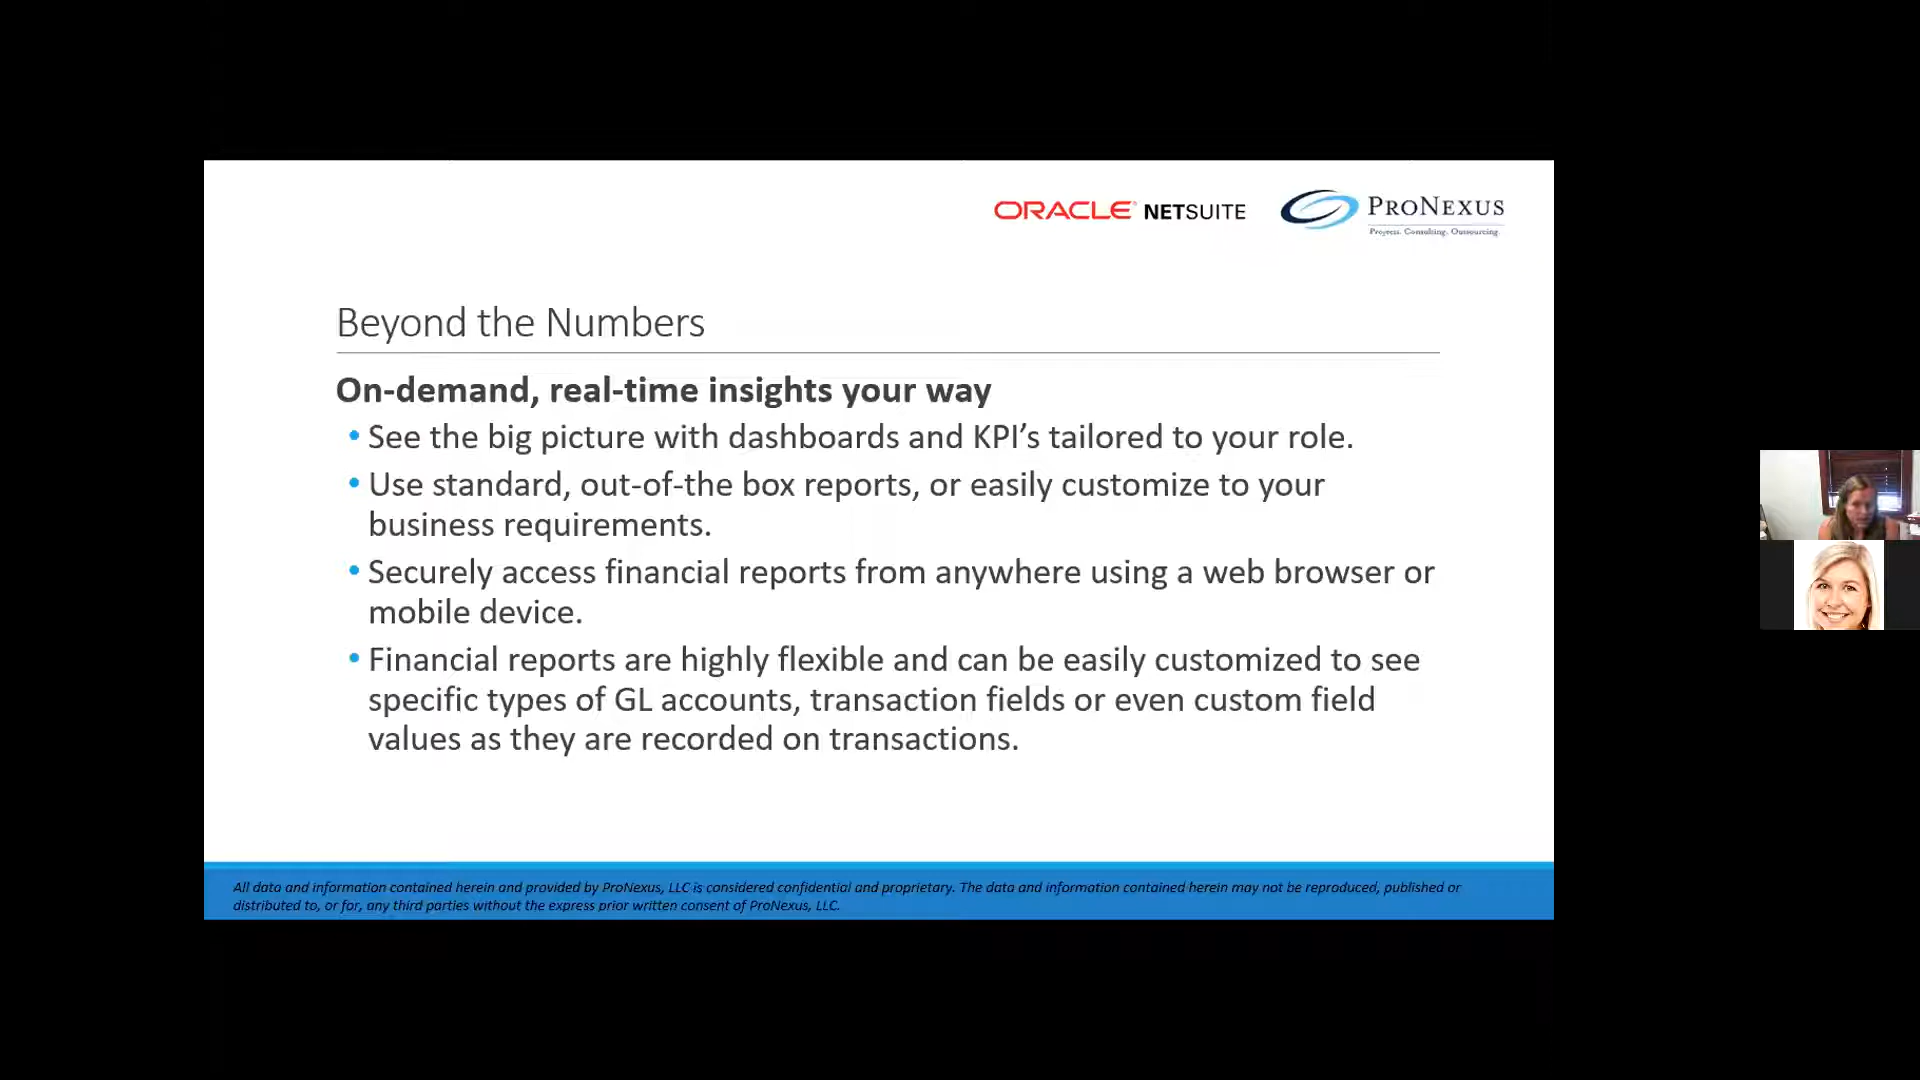 ORACLE NETSUITE
PRONEXUS
Progress. Consulting. Outsourcing.
Beyond the Numbers
On-demand, real-time insights your way
• See the big picture with dashboards and KPI’s tailored to your role.
• Use standard, out-of-the box reports, or easily customize to your
business requirements.
• Securely access financial reports from anywhere using a web browser or
mobile device.
• Financial reports are highly flexible and can be easily customized to see
specific types of GL accounts, transaction fields or even custom field
values as they are recorded on transactions.
All data and information contained herein and provided by ProNexus, LLC is considered confidential and proprietary. The data and information contained herein may not be reproduced, published or
distributed to, or for, any third parties without the express prior written consent of ProNexus, LLC.